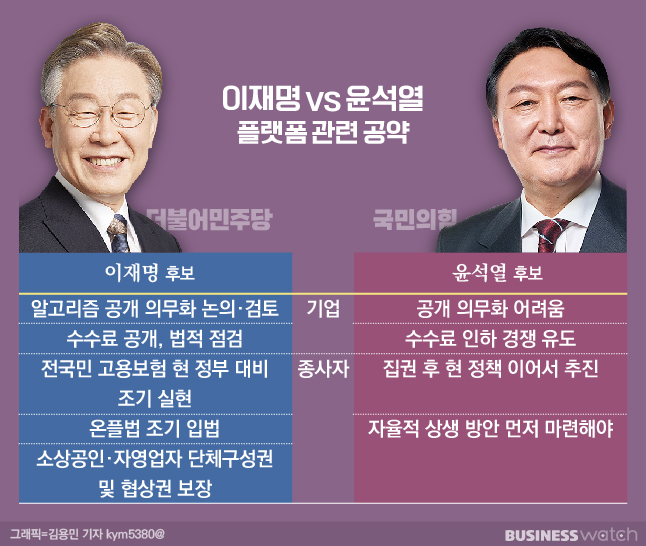 이재명 vs 윤석열
플랫폼 관련 공약
더불어민주당
국민의힘
이재명 후보
윤석열 후보
알고리즘 공개 의무화 논의·검토
기업
공개 의무화 어려움
수수료 공개, 법적 점검
수수료 인하 경쟁 유도
전국민 고용보험 현 정부 대비
조기 실현
종사자
집권 후 현 정책 이어서 추진
온플법 조기 입법
자율적 상생 방안 먼저 마련해야
소상공인·자영업자 단체구성권
및 협상권 보장
그래픽=김용민 기자 kym5380@
BUSINESS watch